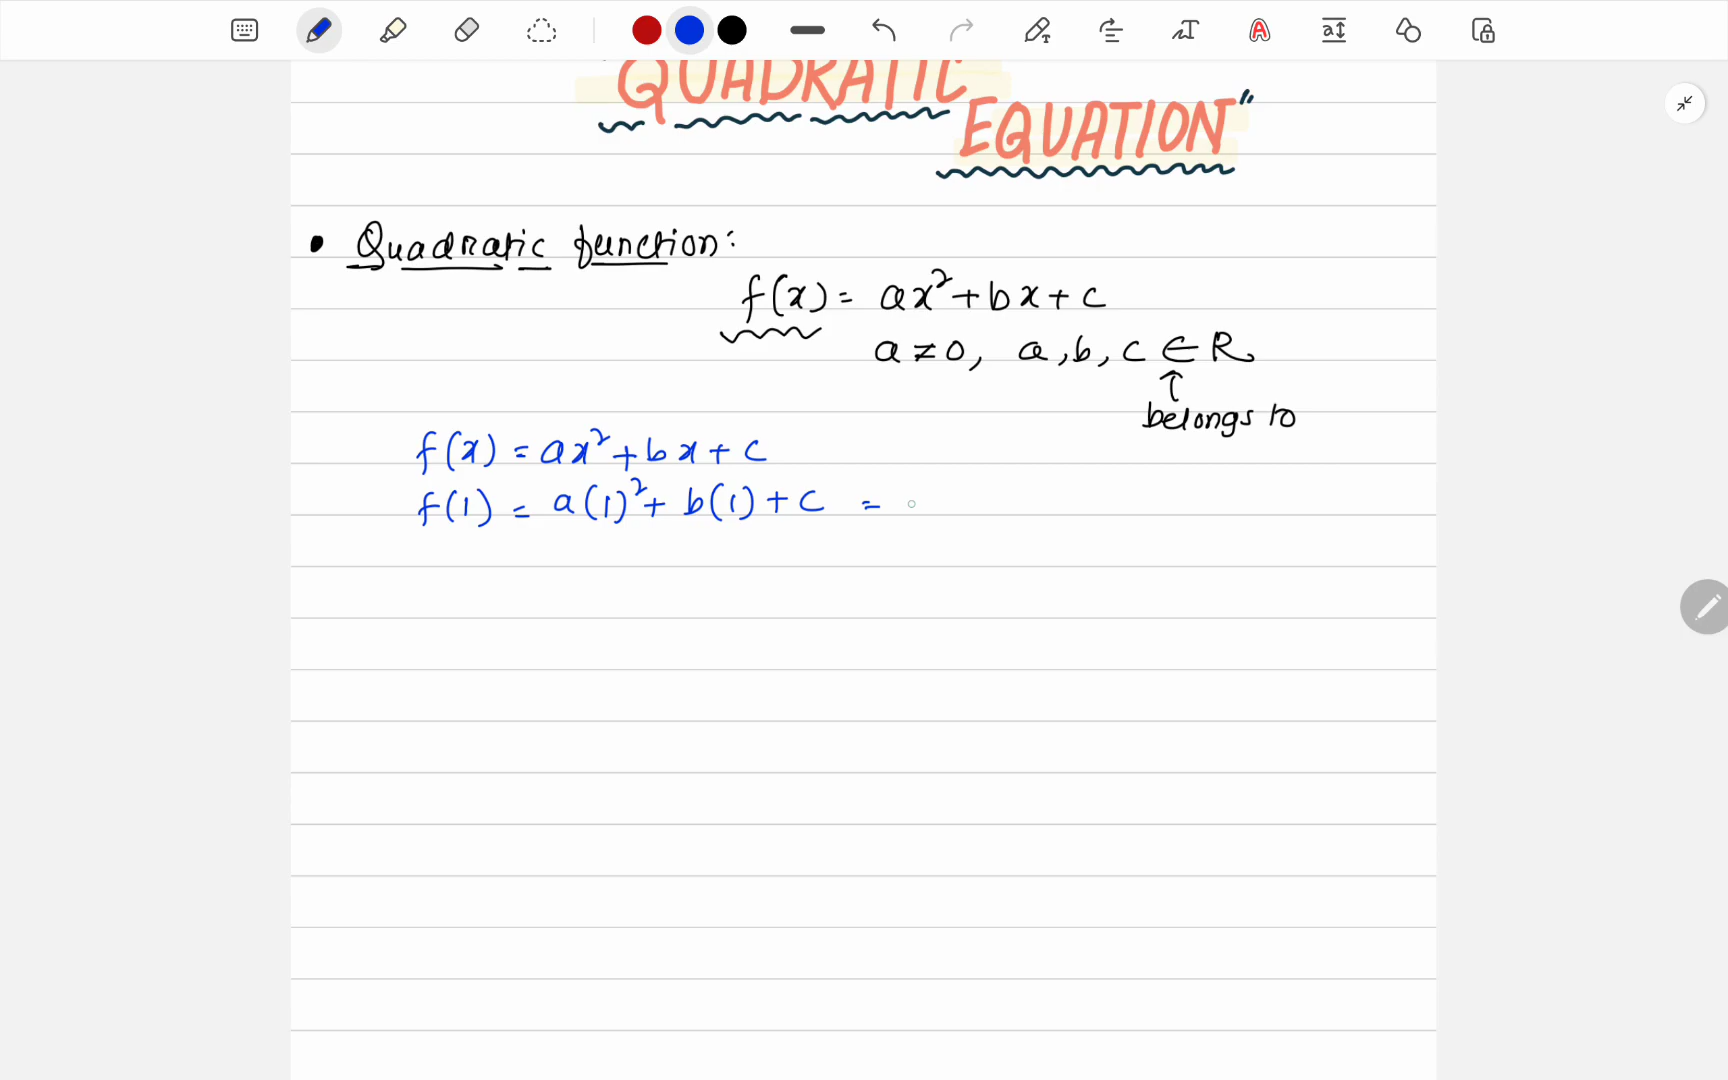 "QUADRATIC
EQUATION"
• Quadratic function:
f(x) = ax² + bx + c
a ≠ 0, a, b, c ∈ R
↑
belongs to
f(x) = ax² + bx + c
f(1) = a(1)² + b(1) + c =